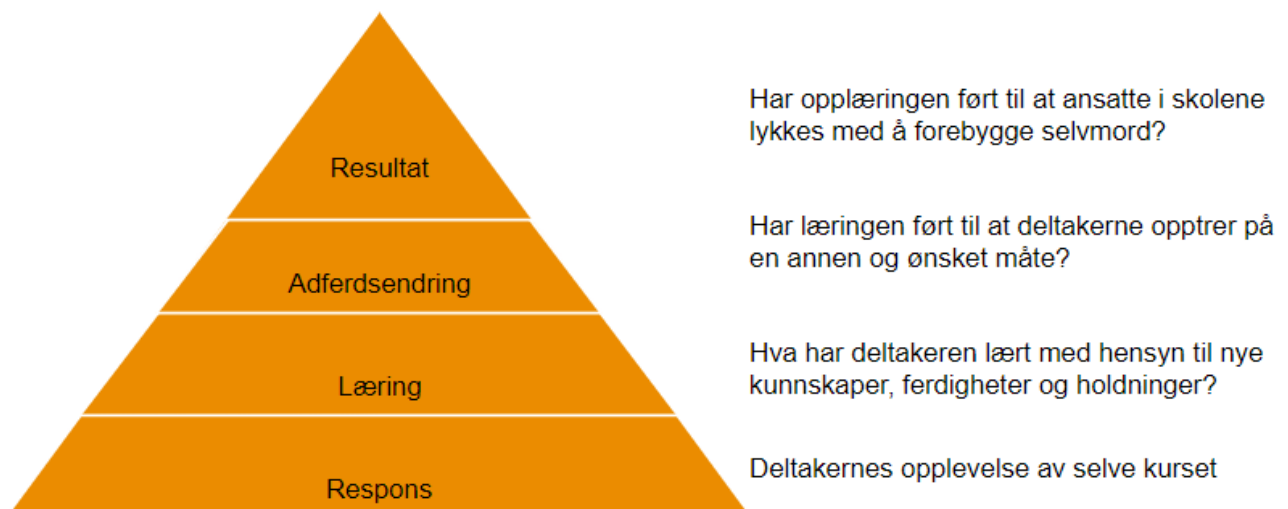 Har opplæringen ført til at ansatte i skolene
lykkes med å forebygge selvmord?
Resultat
Har læringen ført til at deltakerne opptrer på
en annen og ønsket måte?
Adferdsendring
Hva har deltakeren lært med hensyn til nye
kunnskaper, ferdigheter og holdninger?
Læring
Deltakernes opplevelse av selve kurset
Respons